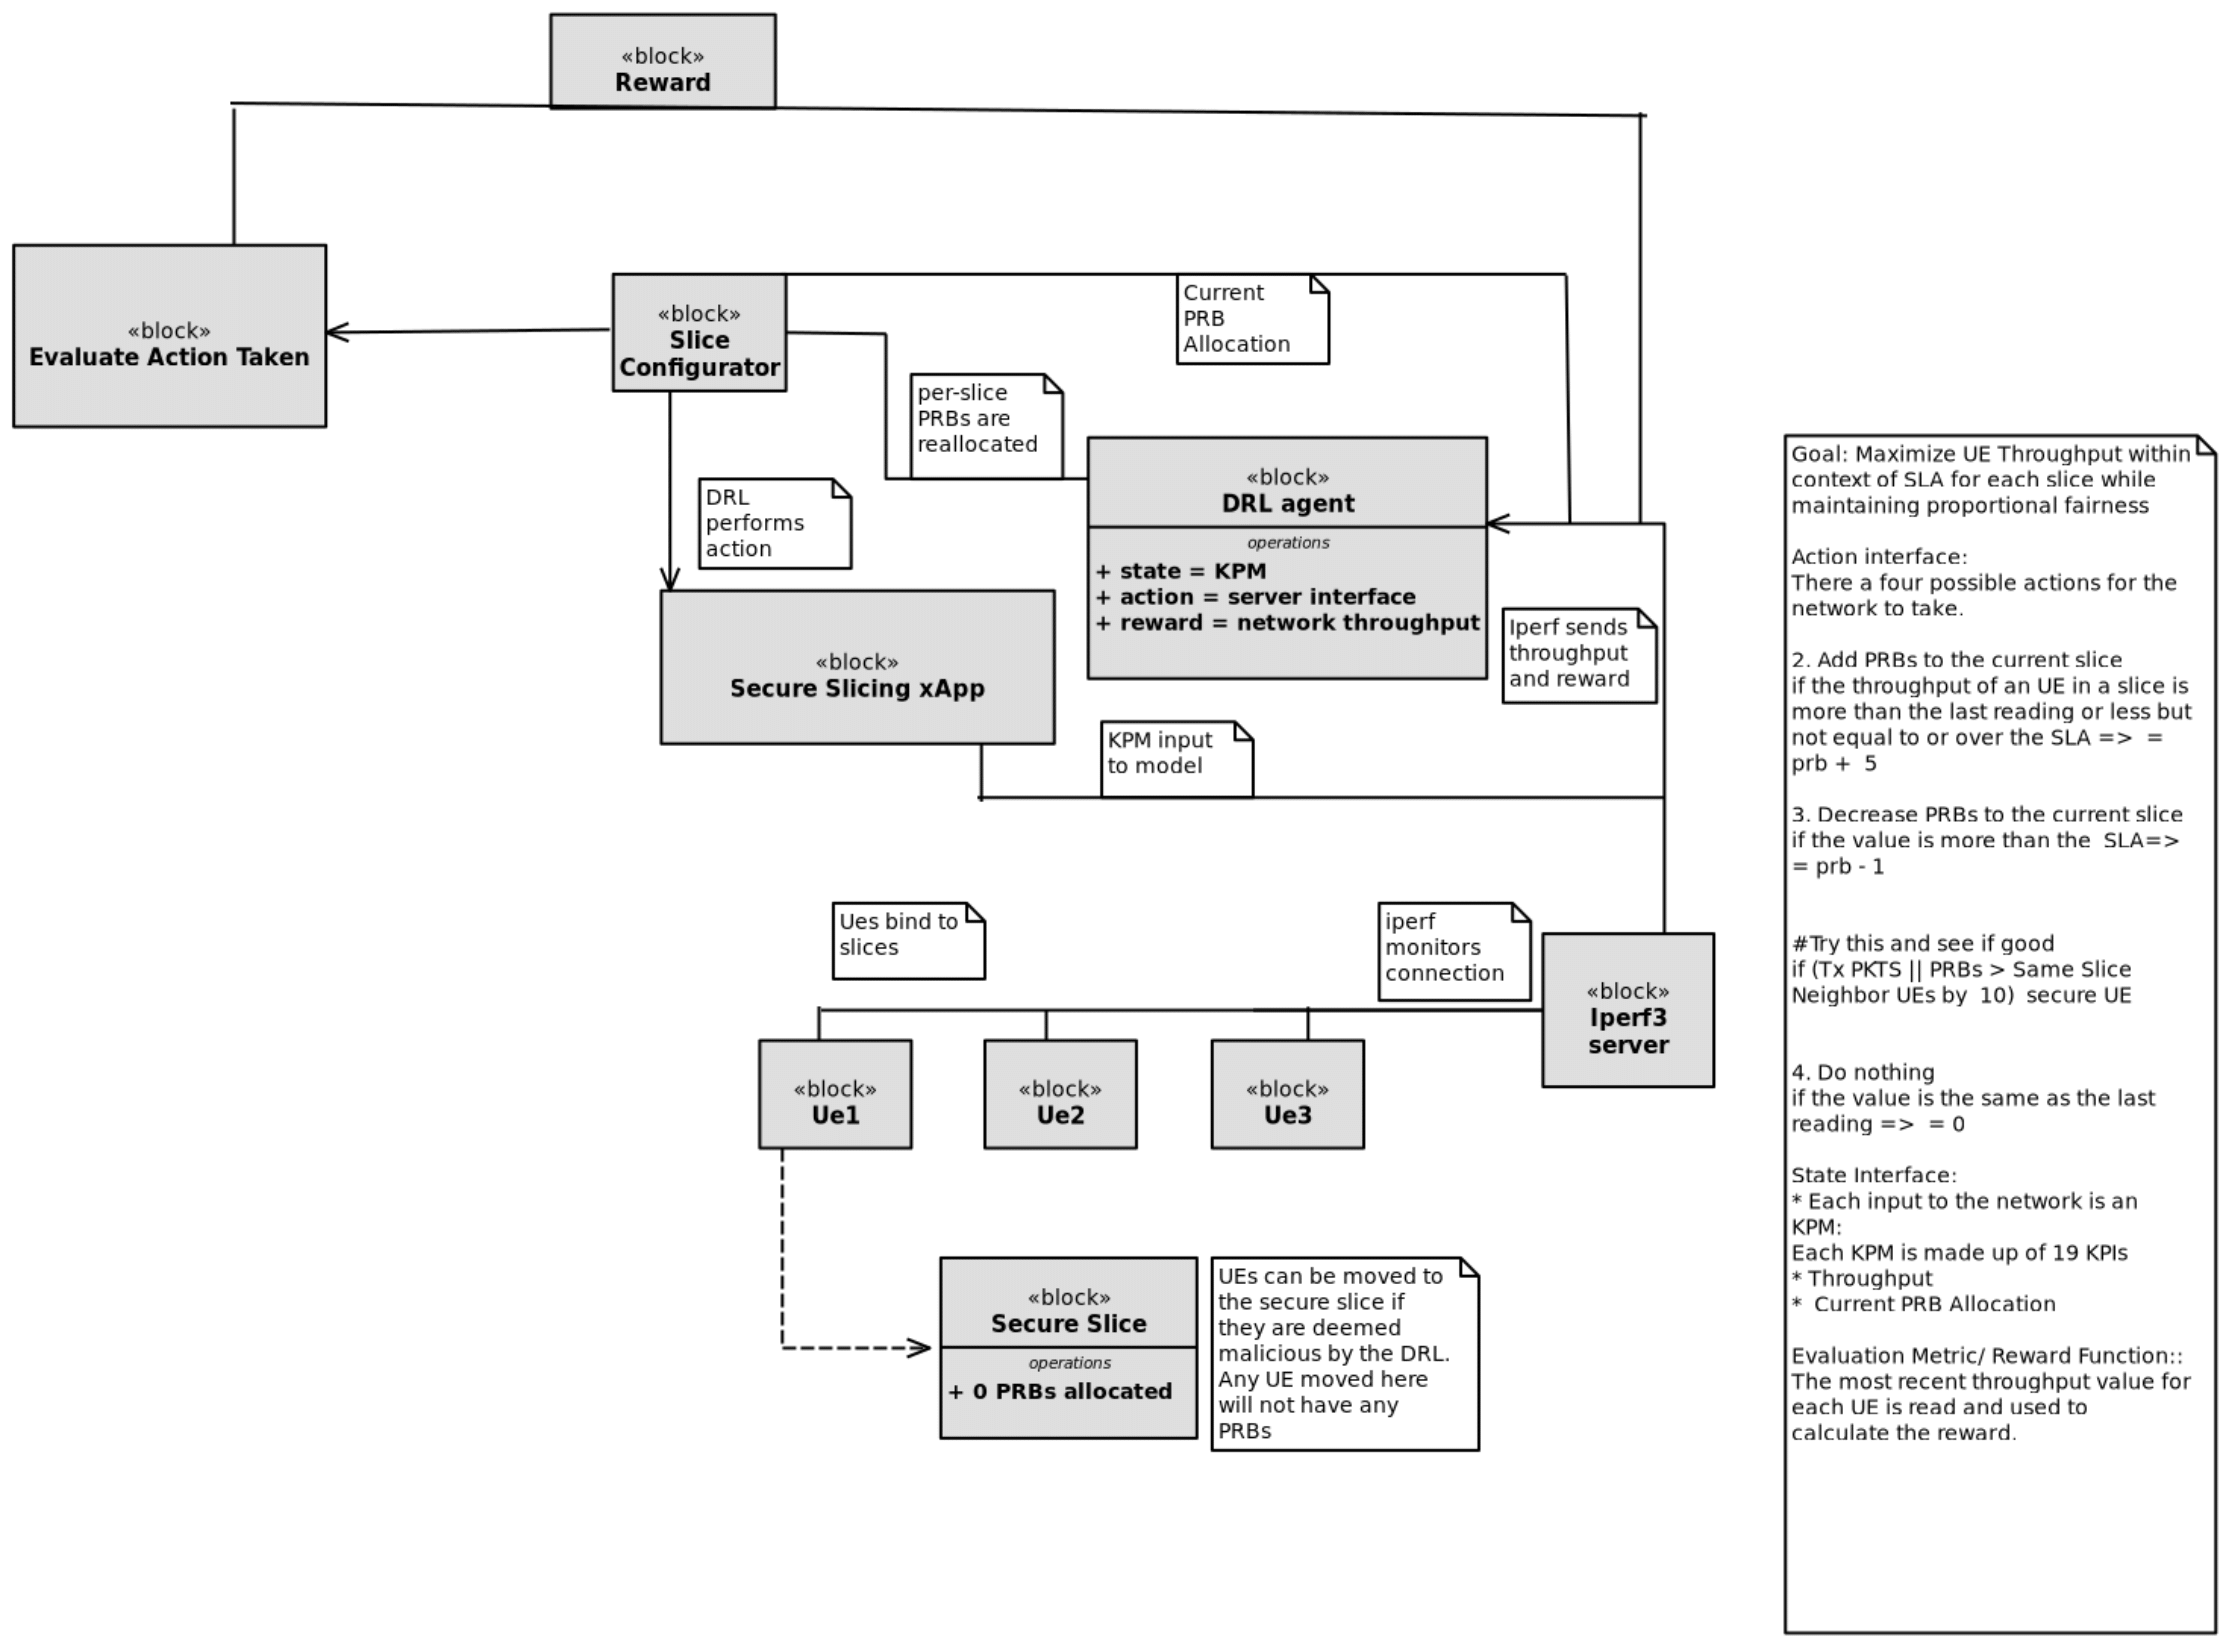 «block»
Reward
«block»
Evaluate Action Taken
«block»
Slice
Configurator
Current
PRB
Allocation
per-slice
PRBs are
reallocated
DRL
performs
action
«block»
DRL agent
operations
+ state = KPM
+ action = server interface
+ reward = network throughput
Iperf sends
throughput
and reward
«block»
Secure Slicing xApp
KPM input
to model
Ues bind to
slices
iperf
monitors
connection
«block»
Iperf3
server
«block»
Ue1
«block»
Ue2
«block»
Ue3
«block»
Secure Slice
operations
+ 0 PRBs allocated
UEs can be moved to
the secure slice if
they are deemed
malicious by the DRL.
Any UE moved here
will not have any
PRBs
Goal: Maximize UE Throughput within
context of SLA for each slice while
maintaining proportional fairness
Action interface:
There a four possible actions for the
network to take.
2. Add PRBs to the current slice
if the throughput of an UE in a slice is
more than the last reading or less but
not equal to or over the SLA =>  =
prb +  5
3. Decrease PRBs to the current slice
if the value is more than the  SLA=>
= prb - 1
#Try this and see if good
if (Tx PKTS || PRBs > Same Slice
Neighbor UEs by  10)  secure UE
4. Do nothing
if the value is the same as the last
reading =>  = 0
State Interface:
* Each input to the network is an
KPM:
Each KPM is made up of 19 KPIs
* Throughput
*  Current PRB Allocation
Evaluation Metric/ Reward Function::
The most recent throughput value for
each UE is read and used to
calculate the reward.